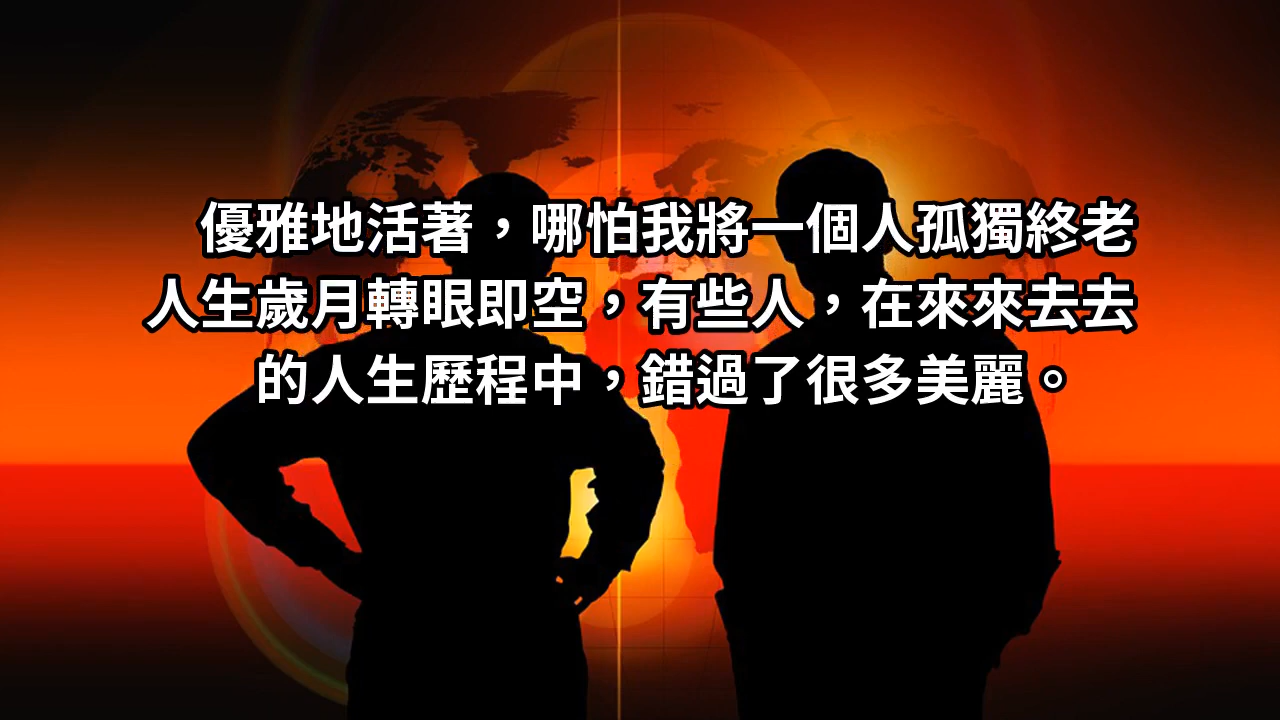 優雅地活著，哪怕我將一個人孤獨終老
人生歲月轉眼即空，有些人，在來來去去
的人生歷程中，錯過了很多美麗。